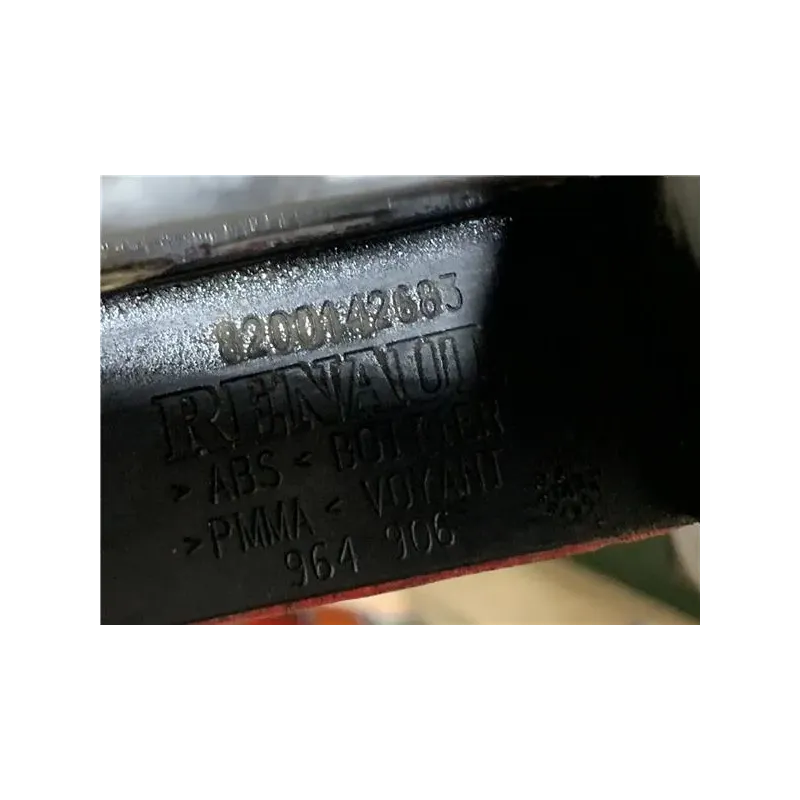 8200142683
RENAULT
>ABS< BOITIER
>PMMA< VOYANT
964 906